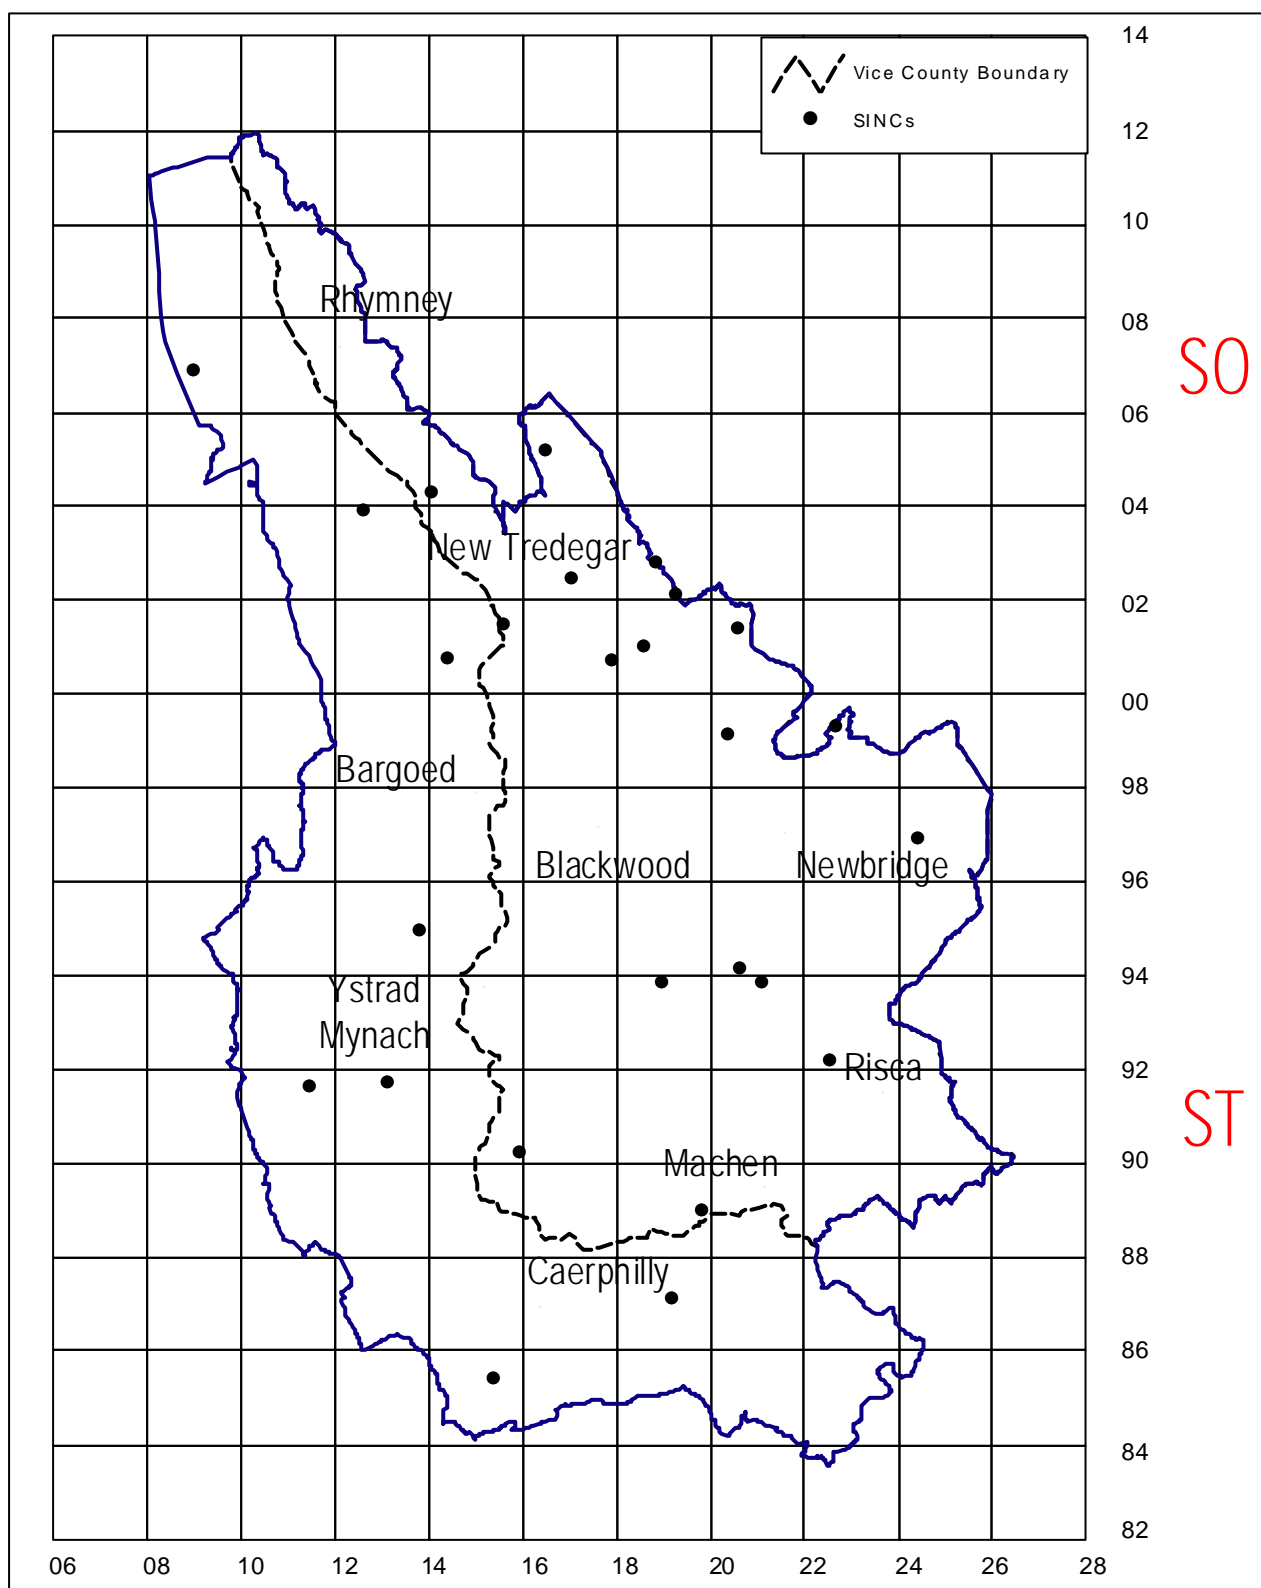 14
Vice County Boundary
SINCs
12
10
Rhymney
08
SO
06
04
New Tredegar
02
00
Bargoed
98
Blackwood
Newbridge
96
Ystrad
Mynach
94
Risca
92
ST
Machen
90
Caerphilly
88
86
84
82
06 08 10 12 14 16 18 20 22 24 26 28